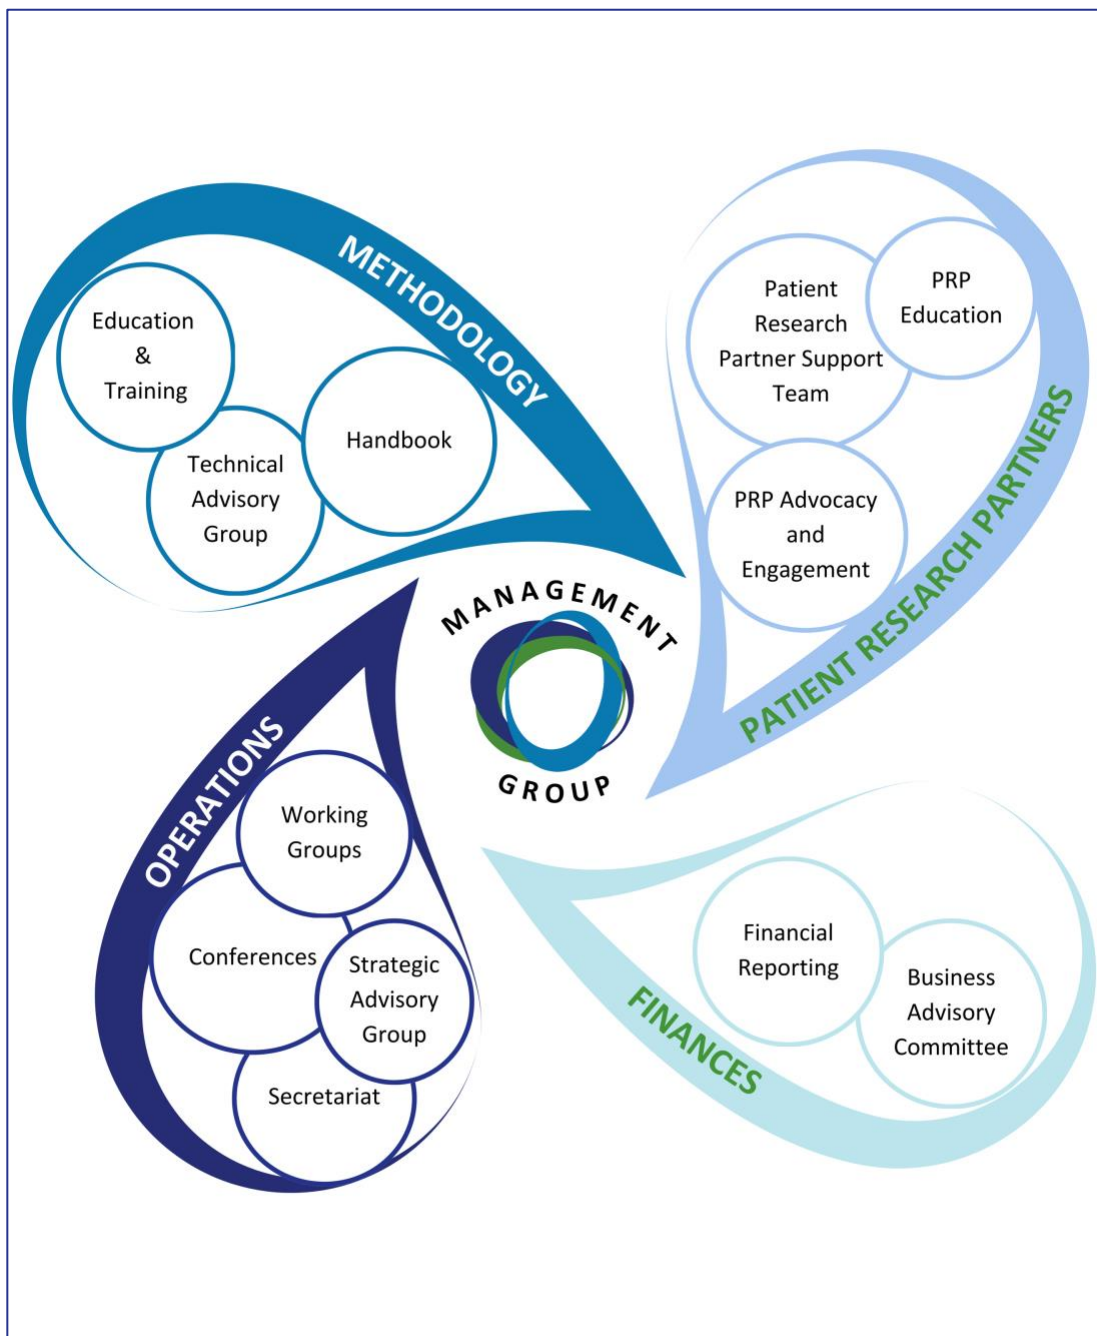 METHODOLOGY
Education
&
Training
Technical
Advisory
Group
Handbook
PATIENT RESEARCH PARTNERS
Patient
Research
Partner Support
Team
PRP
Education
PRP Advocacy
and
Engagement
MANAGEMENT
GROUP
OPERATIONS
Working
Groups
Conferences
Strategic
Advisory
Group
Secretariat
FINANCES
Financial
Reporting
Business
Advisory
Committee